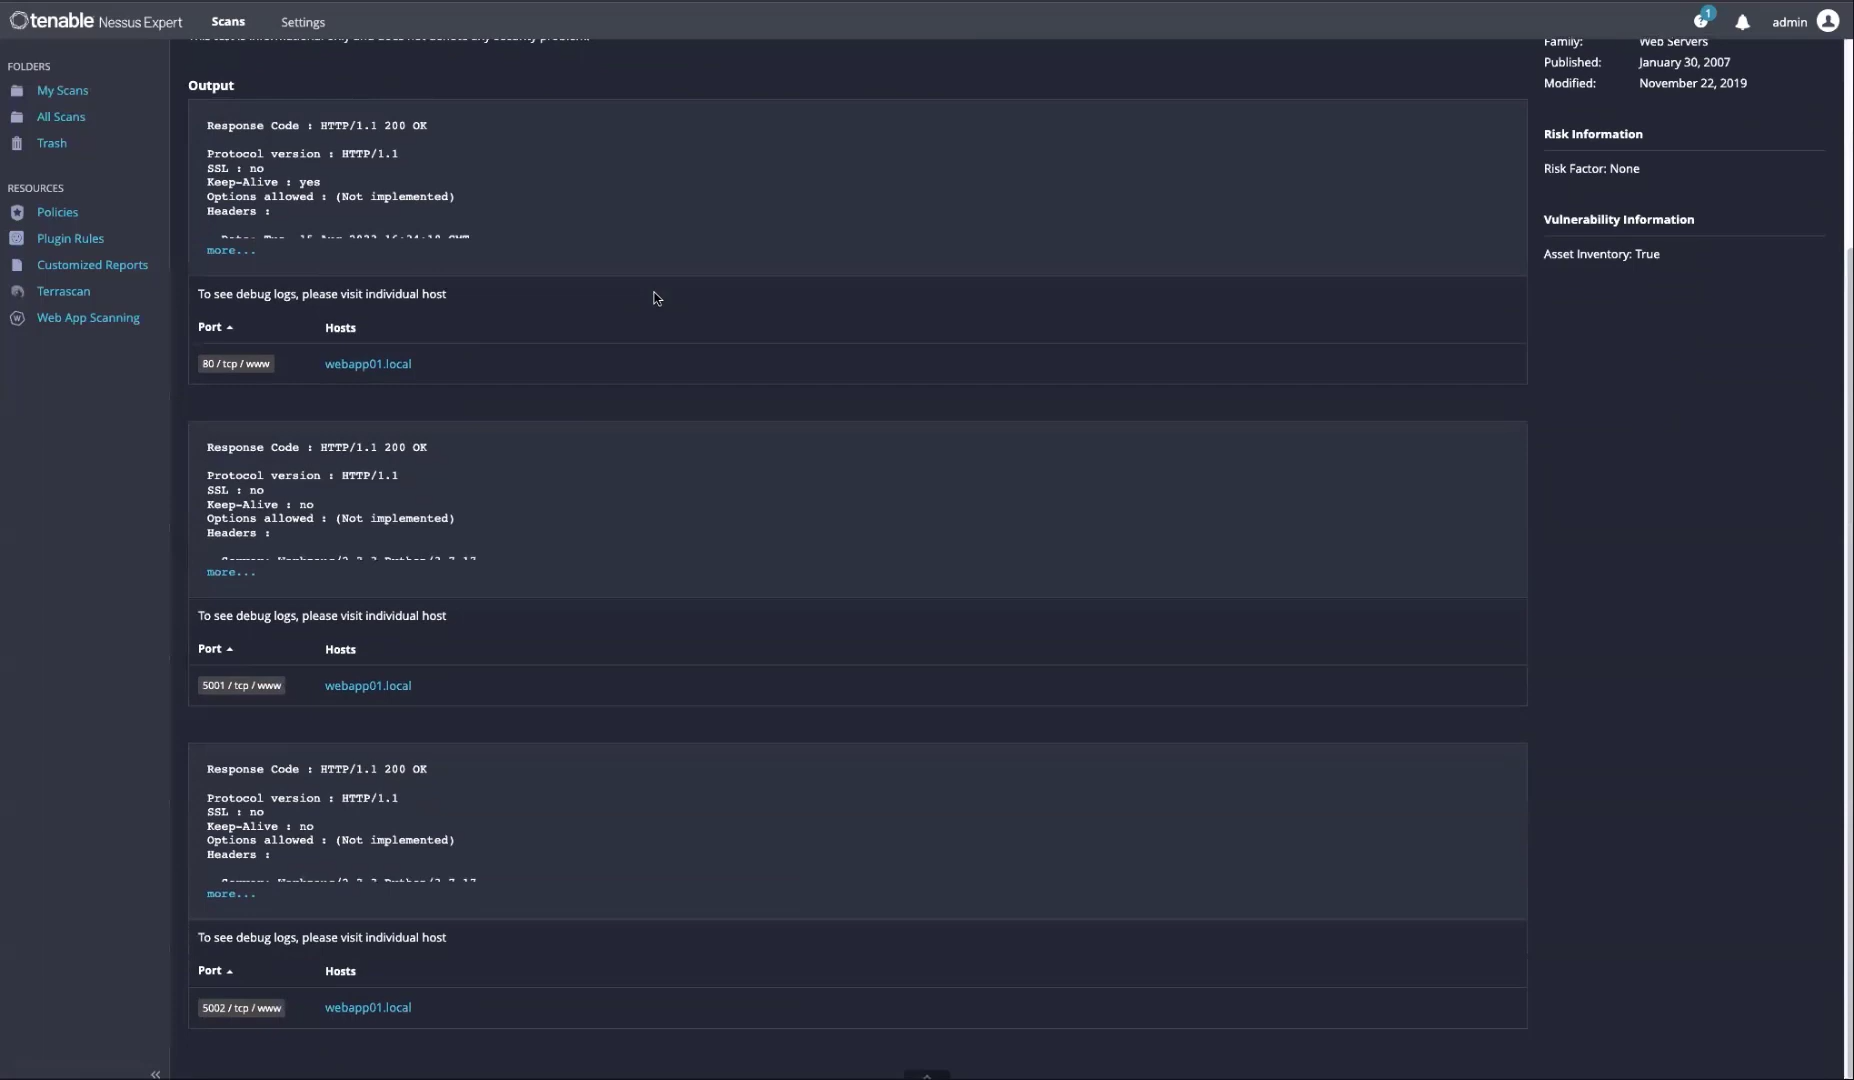 tenable Nessus Expert
Scans
Settings
1
admin
FOLDERS
My Scans
All Scans
Trash
RESOURCES
Policies
Plugin Rules
Customized Reports
Terrascan
Web App Scanning
Output
Response Code : HTTP/1.1 200 OK
Protocol version : HTTP/1.1
SSL : no
Keep-Alive : yes
Options allowed : (Not implemented)
Headers :
more...
To see debug logs, please visit individual host
Port Hosts
80 / tcp / www webapp01.local
Response Code : HTTP/1.1 200 OK
Protocol version : HTTP/1.1
SSL : no
Keep-Alive : no
Options allowed : (Not implemented)
Headers :
more...
To see debug logs, please visit individual host
Port Hosts
5001 / tcp / www webapp01.local
Response Code : HTTP/1.1 200 OK
Protocol version : HTTP/1.1
SSL : no
Keep-Alive : no
Options allowed : (Not implemented)
Headers :
more...
To see debug logs, please visit individual host
Port Hosts
5002 / tcp / www webapp01.local
Family: Web Servers
Published: January 30, 2007
Modified: November 22, 2019
Risk Information
Risk Factor: None
Vulnerability Information
Asset Inventory: True